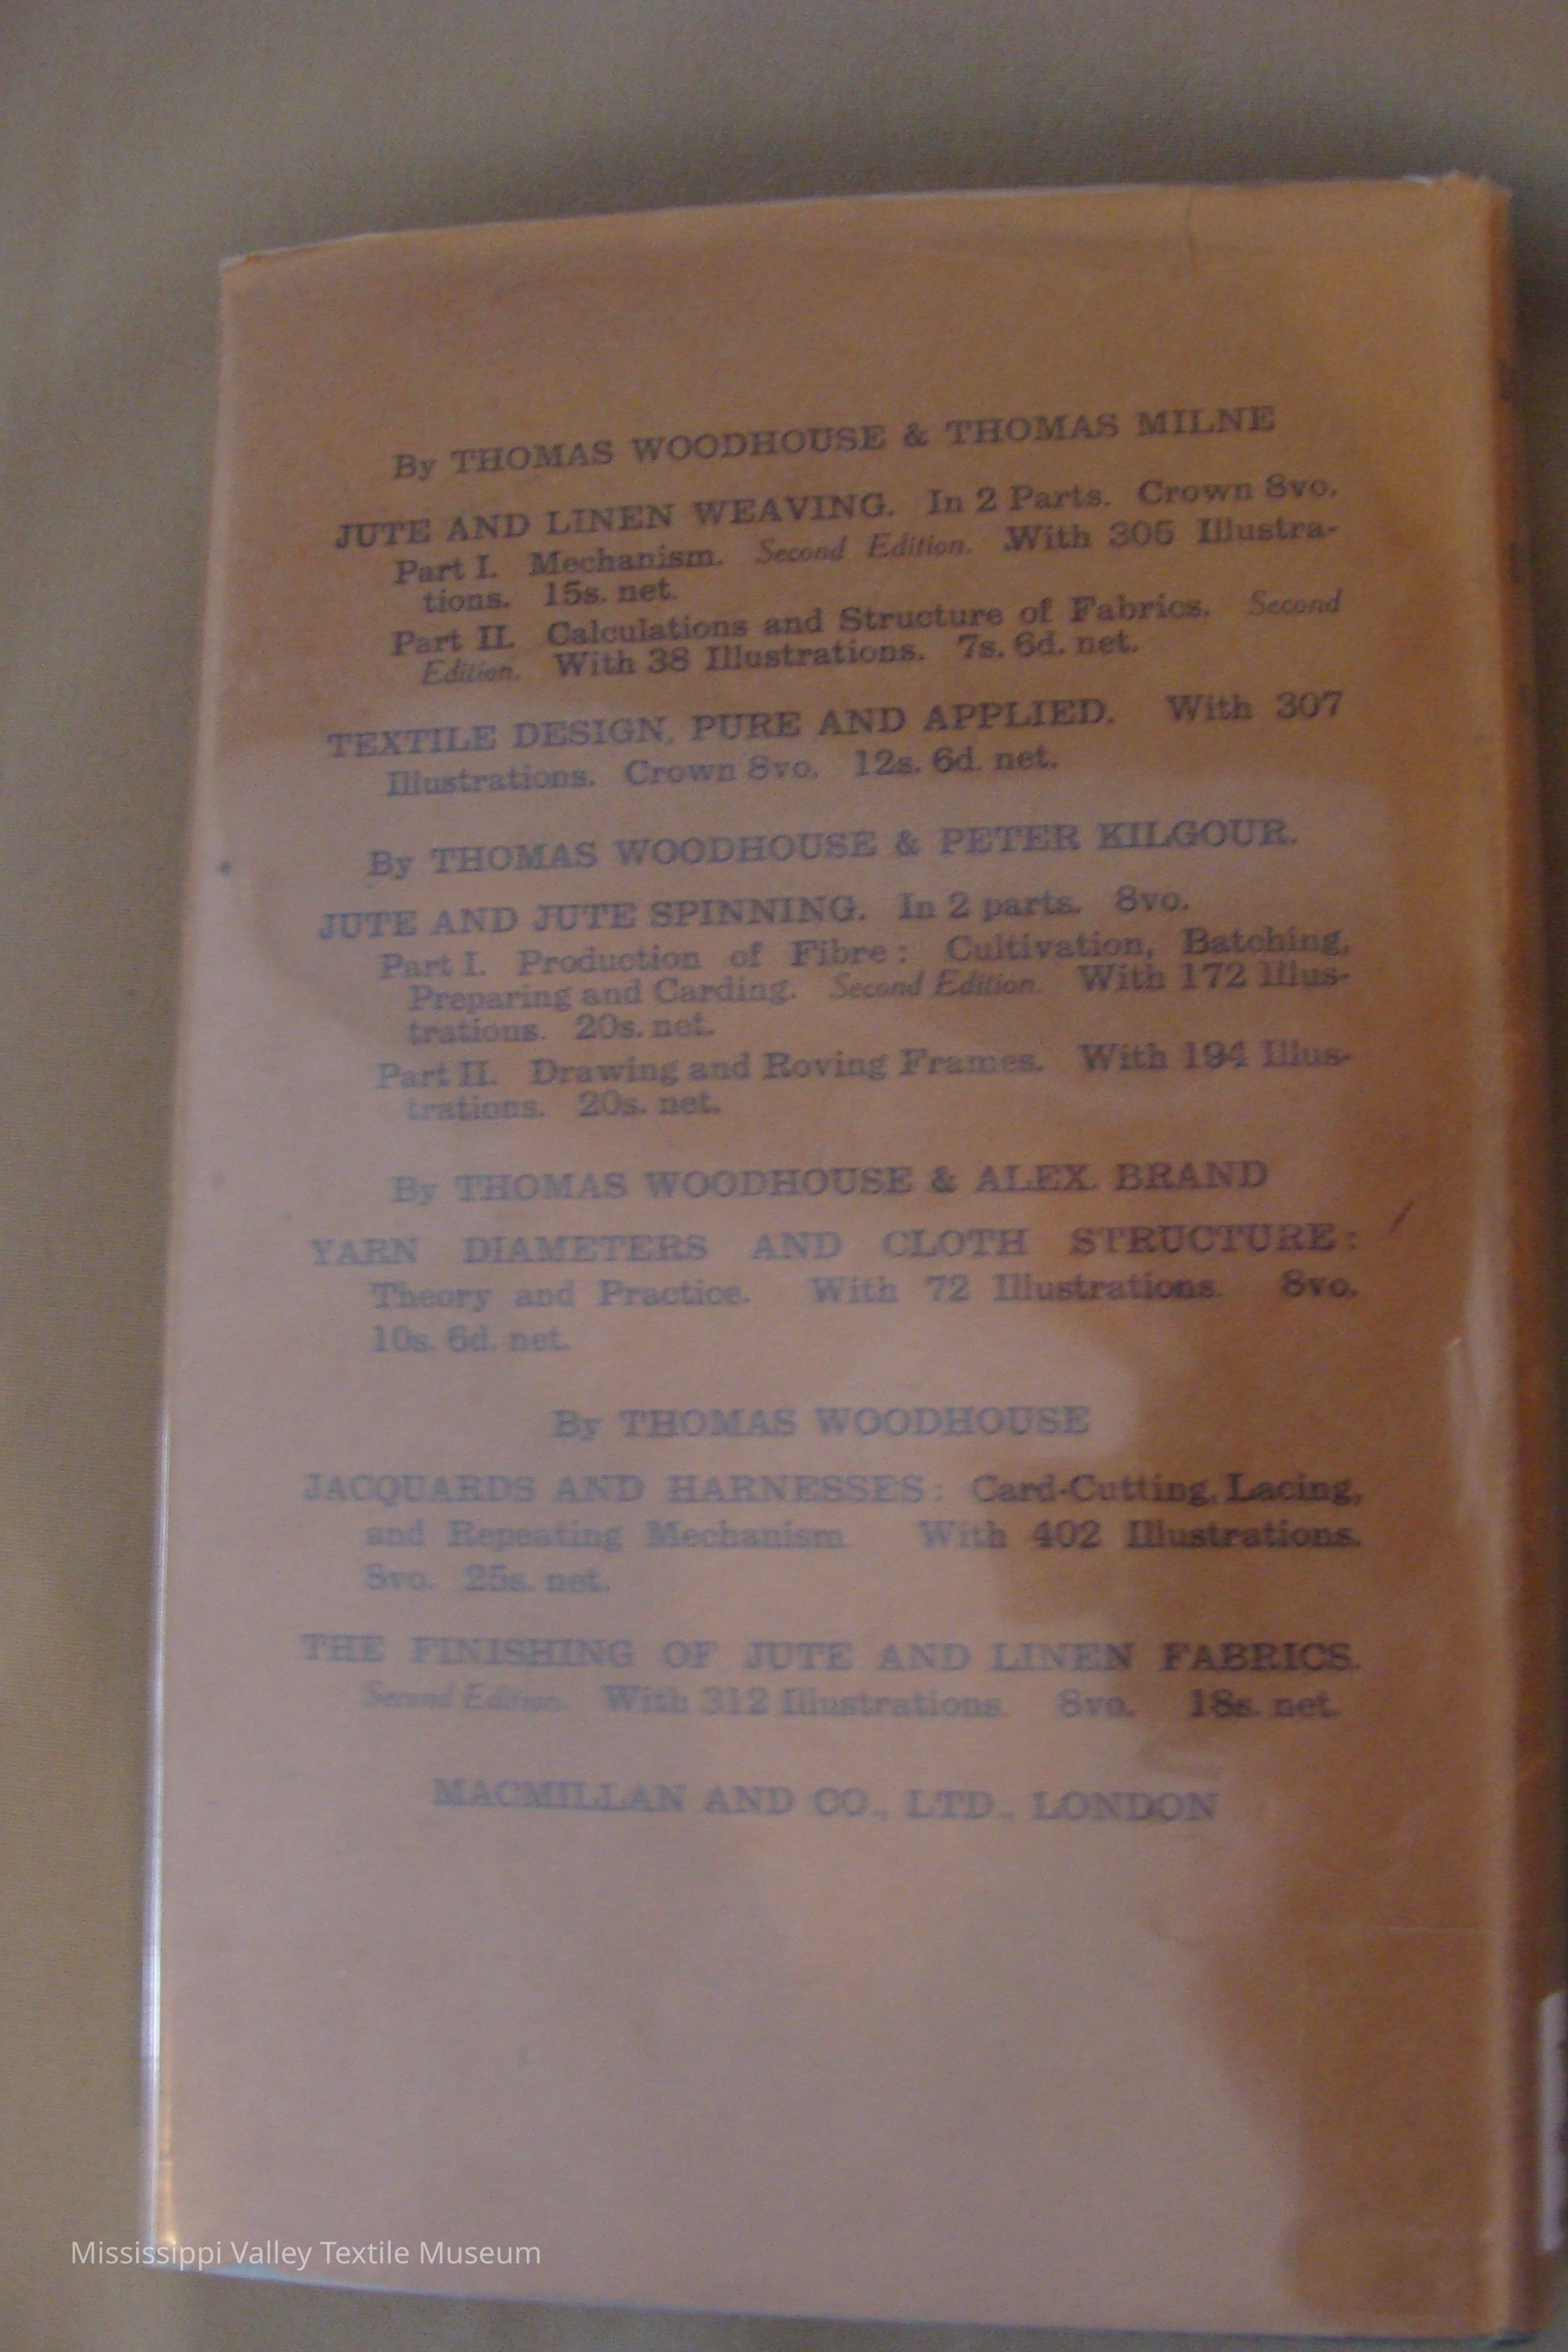 By THOMAS WOODHOUSE & THOMAS MILNE
JUTE AND LINEN WEAVING. In 2 Parts. Crown 8vo.
Part I. Mechanism. Second Edition. With 305 Illustra-
tions. 15s. net.
Part II. Calculations and Structure of Fabrics. Second
Edition. With 38 Illustrations. 7s. 6d. net.
TEXTILE DESIGN, PURE AND APPLIED. With 307
Illustrations. Crown 8vo. 12s. 6d. net.
By THOMAS WOODHOUSE & PETER KILGOUR.
JUTE AND JUTE SPINNING. In 2 parts. 8vo.
Part I. Production of Fibre: Cultivation, Batching,
Preparing and Carding. Second Edition. With 172 Illus-
trations. 20s. net.
Part II. Drawing and Roving Frames. With 194 Illus-
trations. 20s. net.
By THOMAS WOODHOUSE & ALEX. BRAND
YARN DIAMETERS AND CLOTH STRUCTURE:
Theory and Practice. With 72 Illustrations. 8vo.
10s. 6d. net.
By THOMAS WOODHOUSE
JACQUARDS AND HARNESSES: Card-Cutting, Lacing,
and Repeating Mechanism. With 402 Illustrations.
8vo. 25s. net.
THE FINISHING OF JUTE AND LINEN FABRICS.
Second Edition. With 312 Illustrations. 8vo. 18s. net.
MACMILLAN AND CO., LTD., LONDON
Mississippi Valley Textile Museum